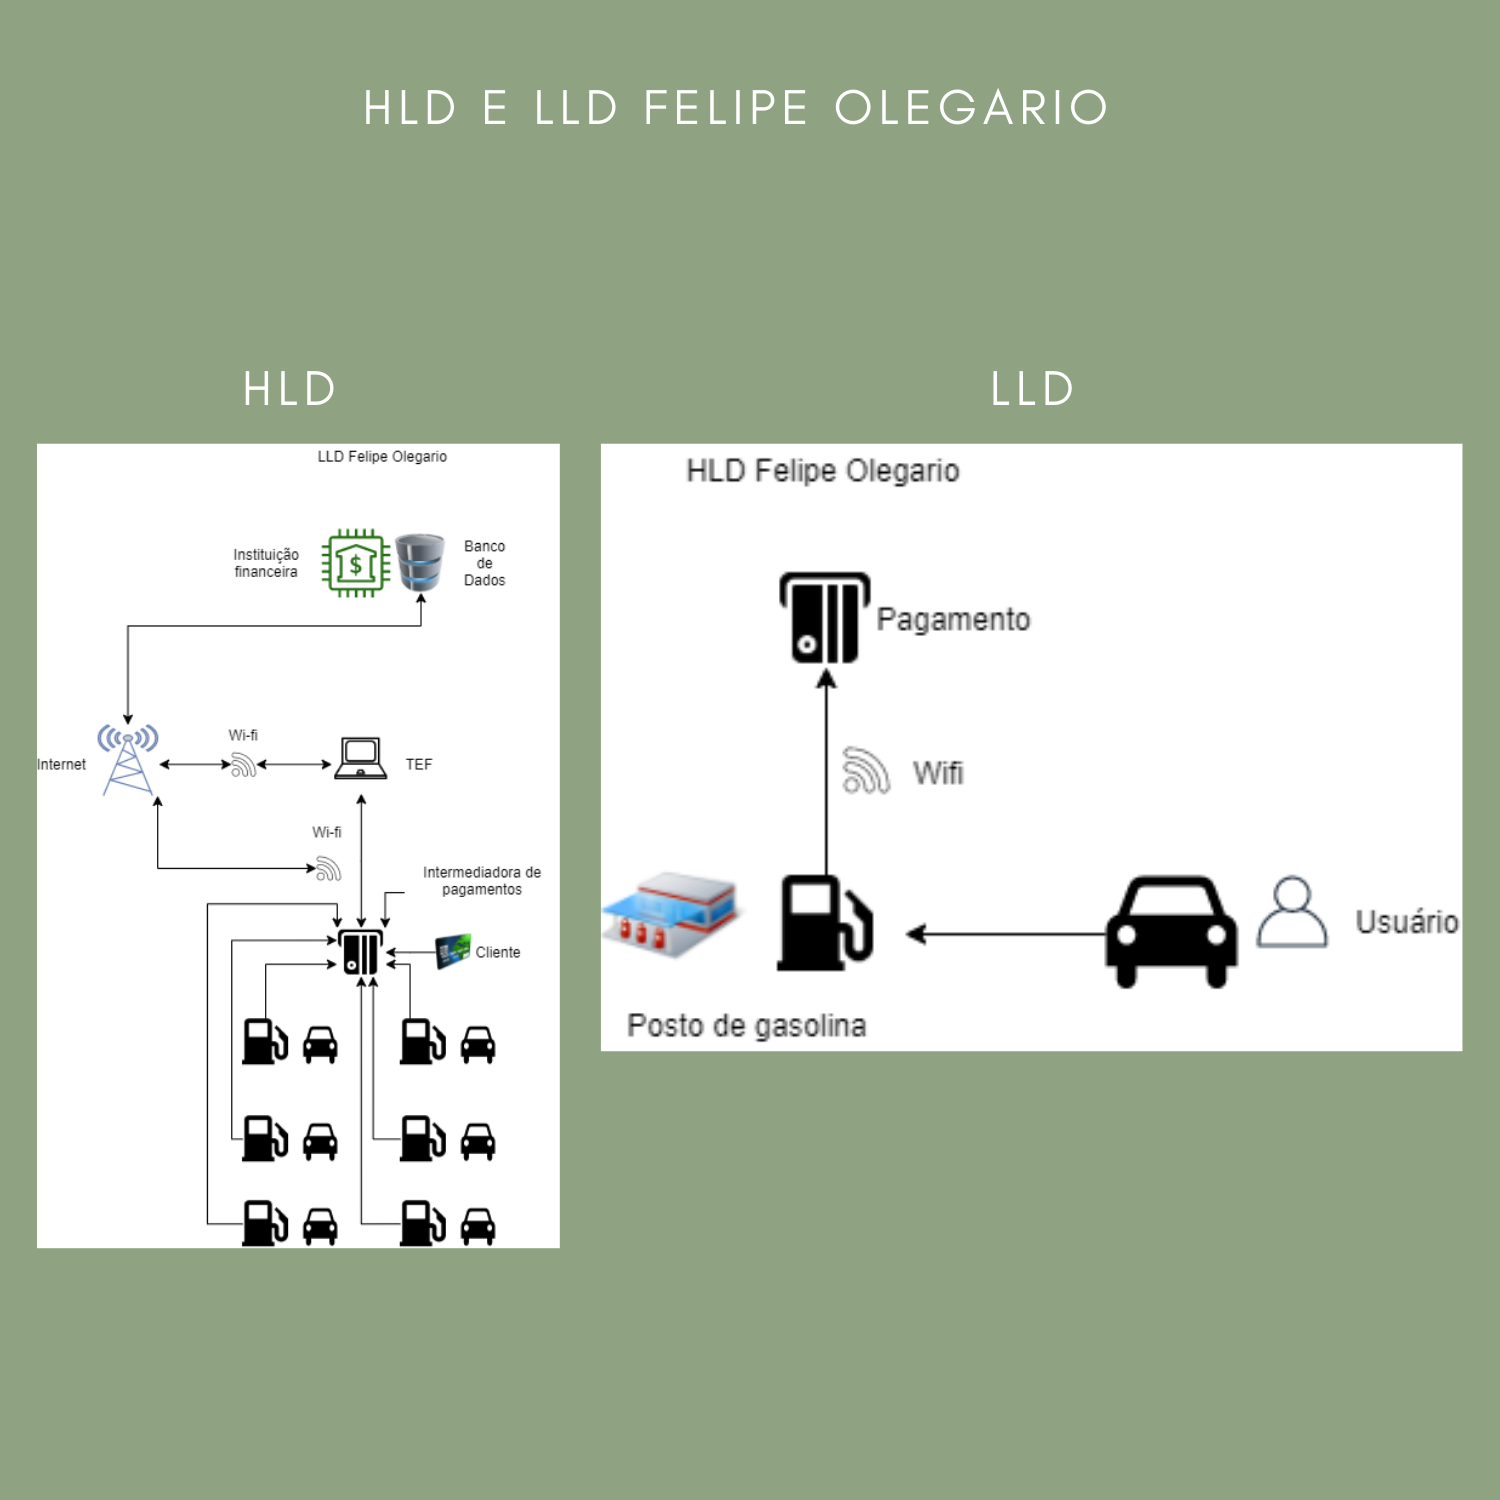 HLD E LLD FELIPE OLEGARIO
HLD
LLD Felipe Olegario
Instituição
financeira
$
Banco
de
Dados
Wi-fi
Internet
TEF
Wi-fi
Intermediadora de
pagamentos
Cliente
LLD
HLD Felipe Olegario
Pagamento
Wifi
Usuário
Posto de gasolina